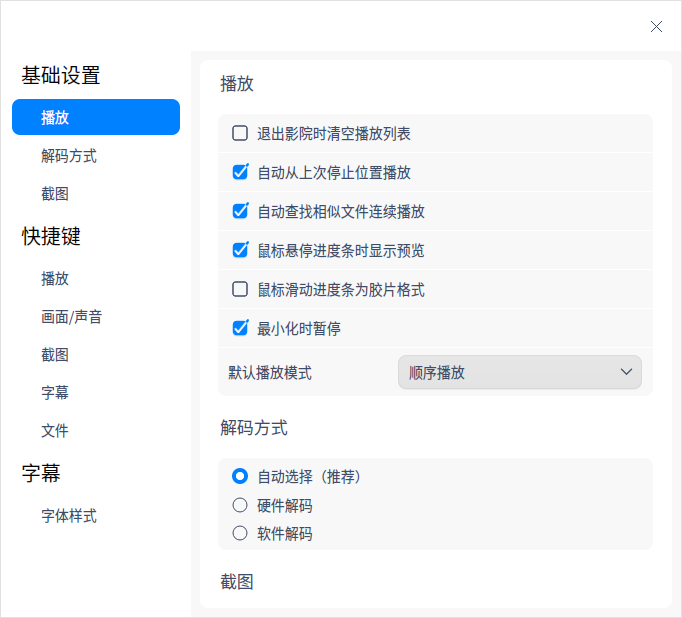 基础设置
播放
解码方式
截图
快捷键
播放
画面/声音
截图
字幕
文件
字幕
字体样式
播放
退出影院时清空播放列表
自动从上次停止位置播放
自动查找相似文件连续播放
鼠标悬停进度条时显示预览
鼠标滑动进度条为胶片格式
最小化时暂停
默认播放模式 顺序播放
解码方式
自动选择（推荐）
硬件解码
软件解码
截图